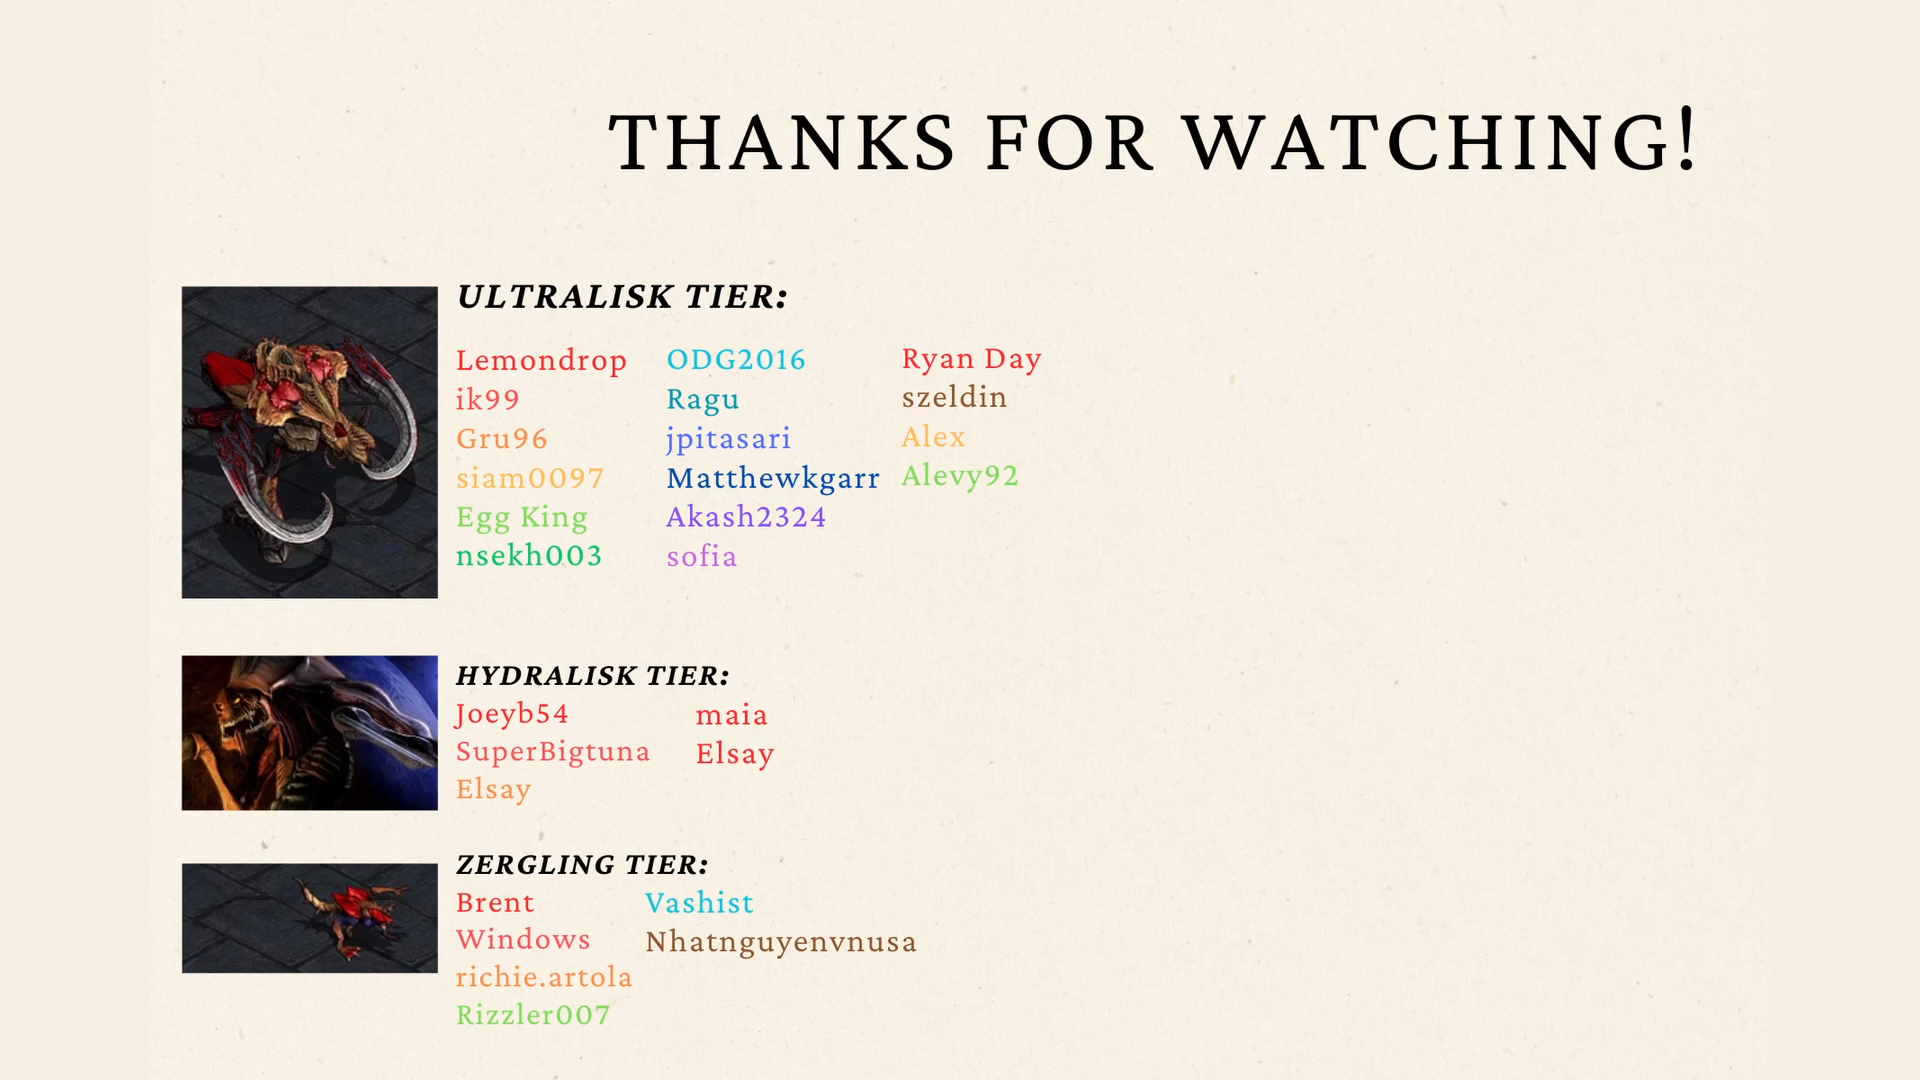 THANKS FOR WATCHING!
ULTRALISK TIER:
Lemondrop
ik99
Gru96
siam0097
Egg King
nsekh003
ODG2016
Ragu
jpitasari
Matthewkgarr
Akash2324
sofia
Ryan Day
szeldin
Alex
Alevy92
HYDRALISK TIER:
Joeyb54
SuperBigtuna
Elsay
maia
Elsay
ZERGLING TIER:
Brent
Windows
richie.artola
Rizzler007
Vashist
Nhatnguyenvnusa